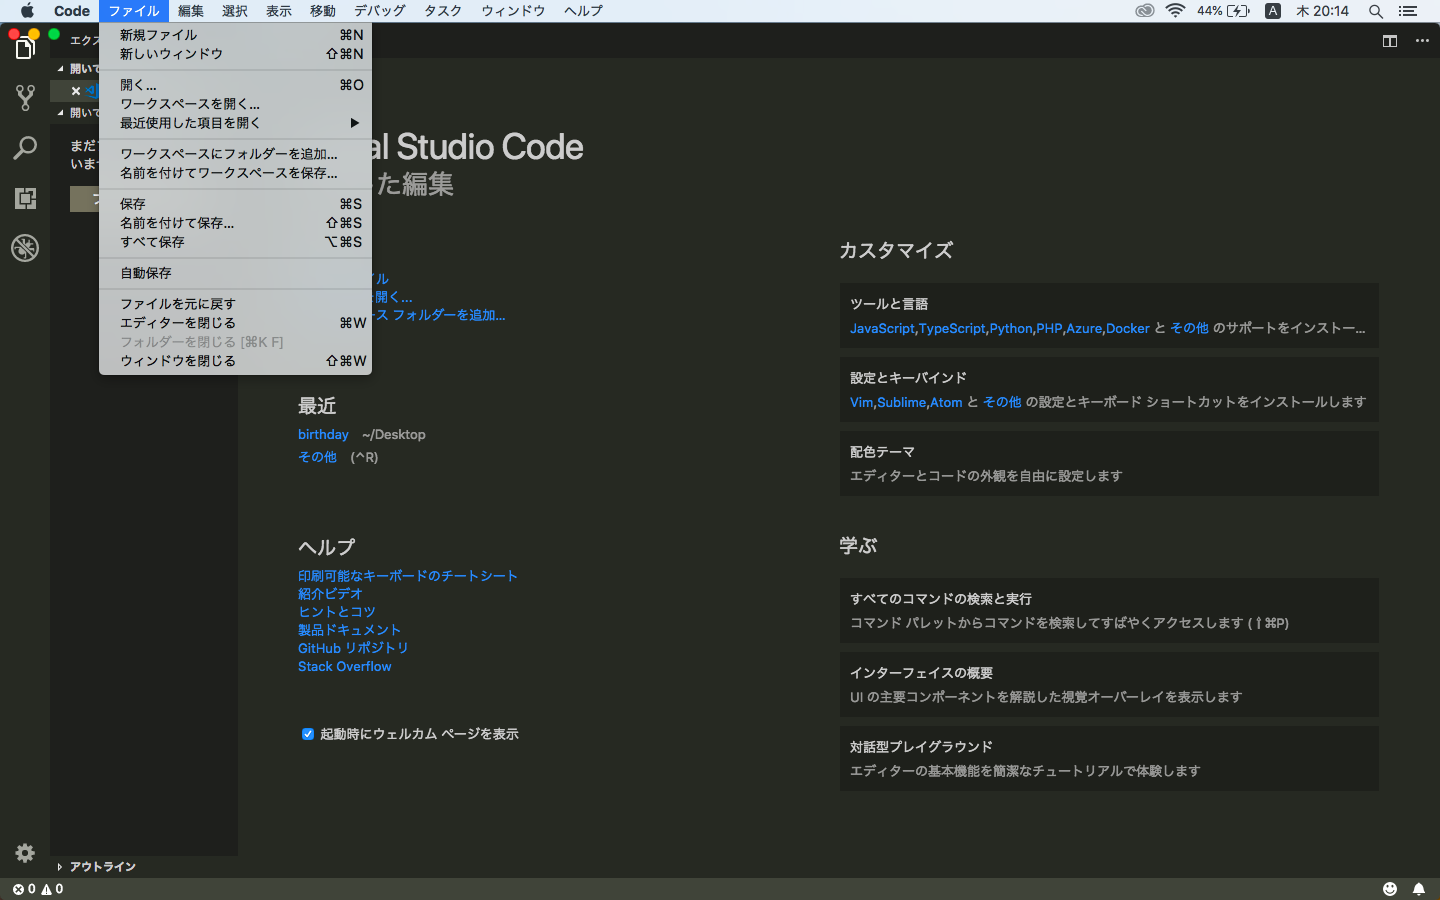 Code ファイル 編集 選択 表示 移動 デバッグ タスク ウィンドウ ヘルプ 44% A 木 20:14
新規ファイル ⌘N
新しいウィンドウ ⇧⌘N
開く... ⌘O
ワークスペースを開く...
最近使用した項目を開く ▶
ワークスペースにフォルダーを追加...
名前を付けてワークスペースを保存...
保存 ⌘S
名前を付けて保存... ⇧⌘S
すべて保存 ⌥⌘S
自動保存
ファイルを元に戻す
エディターを閉じる ⌘W
フォルダーを閉じる [⌘K F]
ウィンドウを閉じる ⇧⌘W
エクス
開いて
開いて
まだ
いま
アウトライン
al Studio Code
た編集
イル
開く...
ス フォルダーを追加...
最近
birthday ~/Desktop
その他 (^R)
ヘルプ
印刷可能なキーボードのチートシート
紹介ビデオ
ヒントとコツ
製品ドキュメント
GitHub リポジトリ
Stack Overflow
起動時にウェルカム ページを表示
カスタマイズ
ツールと言語
JavaScript,TypeScript,Python,PHP,Azure,Docker と その他 のサポートをインストー...
設定とキーバインド
Vim,Sublime,Atom と その他 の設定とキーボード ショートカットをインストールします
配色テーマ
エディターとコードの外観を自由に設定します
学ぶ
すべてのコマンドの検索と実行
コマンド パレットからコマンドを検索してすばやくアクセスします (⇧⌘P)
インターフェイスの概要
UI の主要コンポーネントを解説した視覚オーバーレイを表示します
対話型プレイグラウンド
エディターの基本機能を簡潔なチュートリアルで体験します
0 0